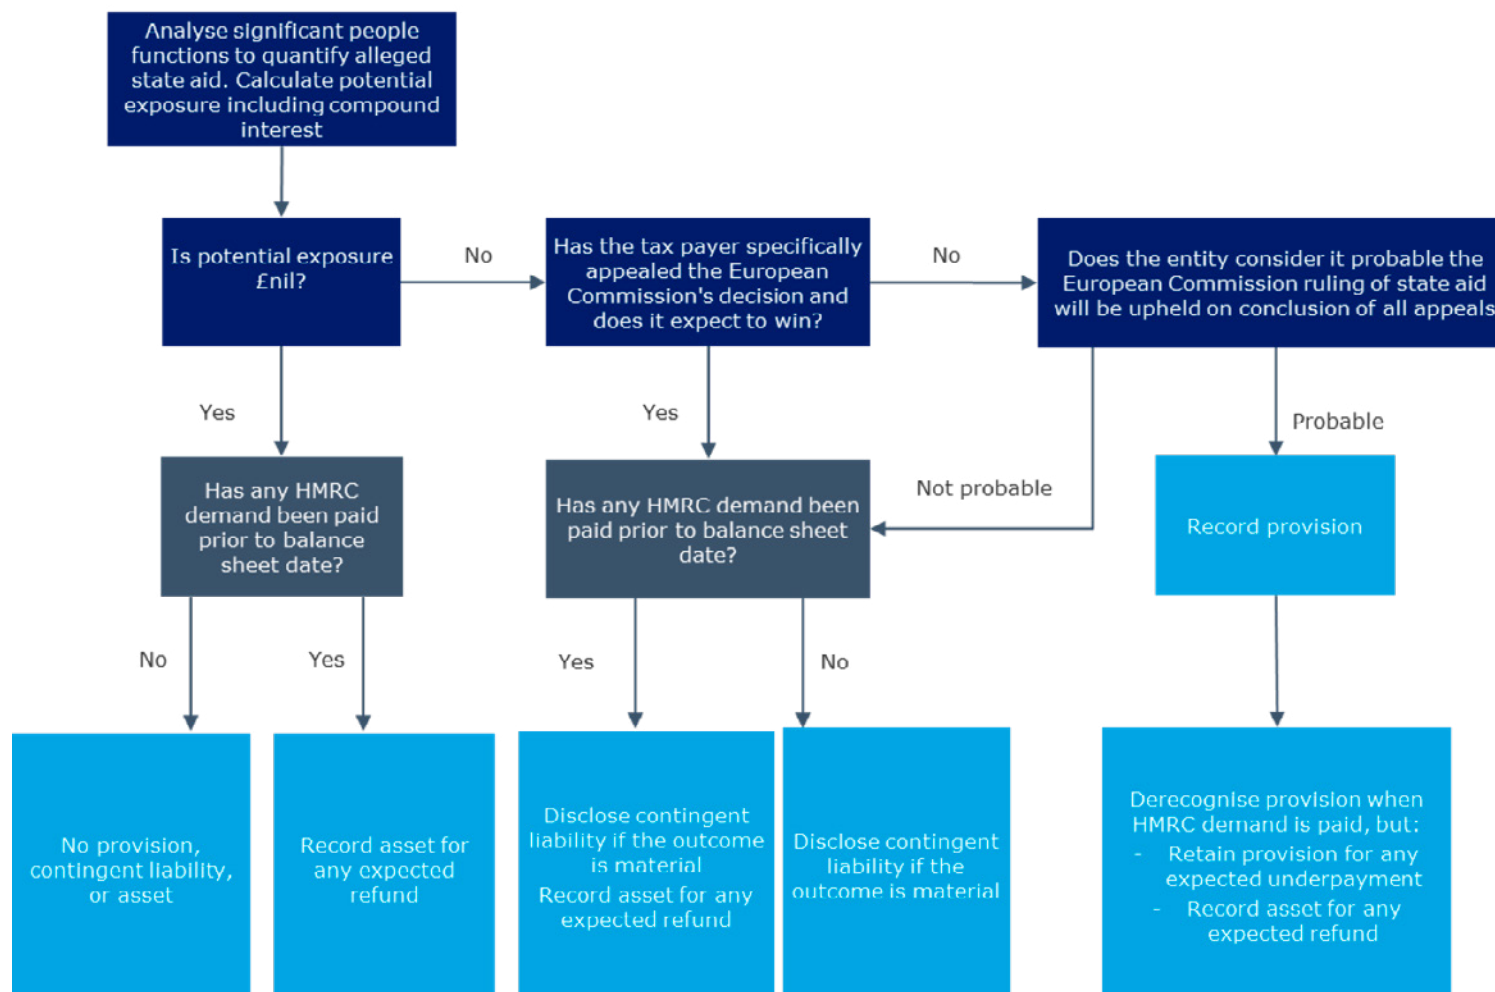 Analyse significant people
functions to quantify alleged
state aid. Calculate potential
exposure including compound
interest
Is potential exposure
£nil?
No
Has the tax payer specifically
appealed the European
Commission's decision and
does it expect to win?
No
Does the entity consider it probable the
European Commission ruling of state aid
will be upheld on conclusion of all appeals
Yes
Yes
Probable
Has any HMRC
demand been paid
prior to balance
sheet date?
Has any HMRC demand been
paid prior to balance sheet
date?
Not probable
Record provision
No
Yes
Yes
No
No provision,
contingent liability,
or asset
Record asset for
any expected
refund
Disclose contingent
liability if the outcome
is material
Record asset for any
expected refund
Disclose contingent
liability if the
outcome is material
Derecognise provision when
HMRC demand is paid, but:
- Retain provision for any
expected underpayment
- Record asset for any
expected refund